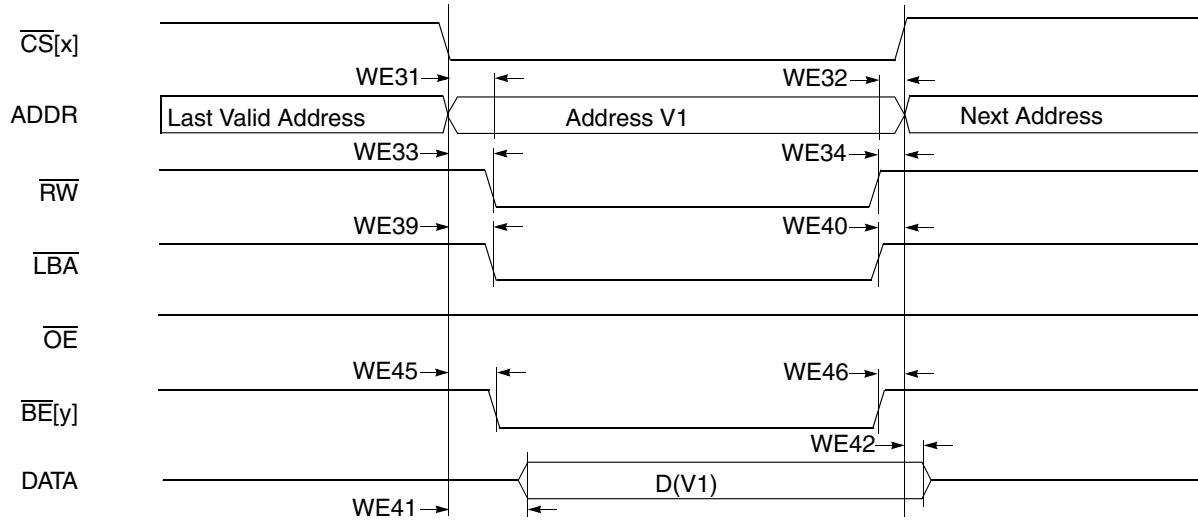 CS[x]
WE31
WE32
ADDR
Last Valid Address
Address V1
Next Address
WE33
WE34
RW
WE39
WE40
LBA
OE
WE45
WE46
BE[y]
WE42
DATA
D(V1)
WE41